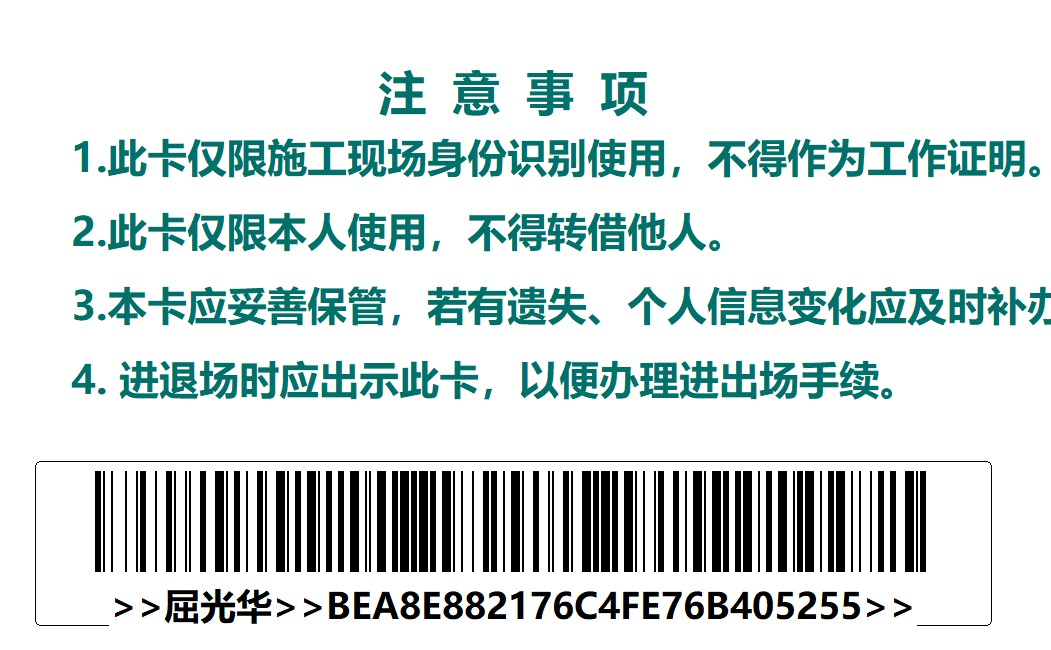 注意事项
1.此卡仅限施工现场身份识别使用，不得作为工作证明。
2.此卡仅限本人使用，不得转借他人。
3.本卡应妥善保管，若有遗失、个人信息变化应及时补办
4. 进退场时应出示此卡，以便办理进出场手续。
>>屈光华>>BEA8E882176C4FE76B405255>>